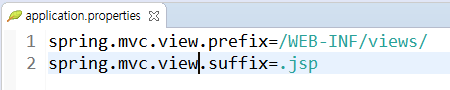 application.properties
1 spring.mvc.view.prefix=/WEB-INF/views/
2 spring.mvc.view.suffix=.jsp